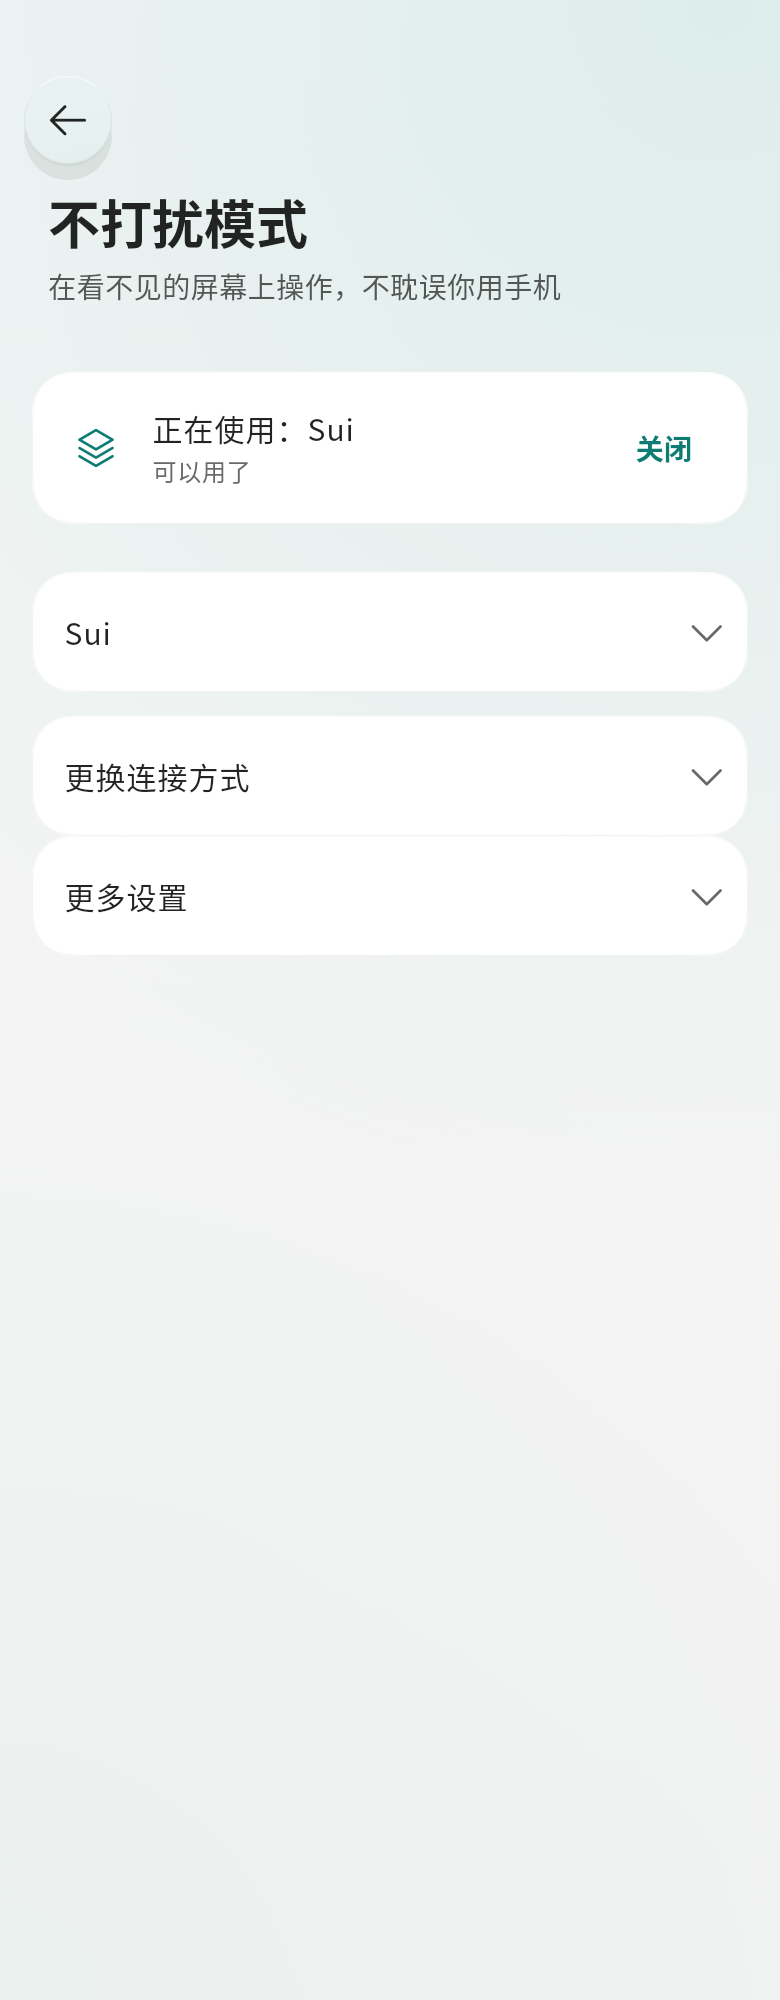 不打扰模式
在看不见的屏幕上操作，不耽误你用手机
正在使用：Sui
可以用了
关闭
Sui
更换连接方式
更多设置